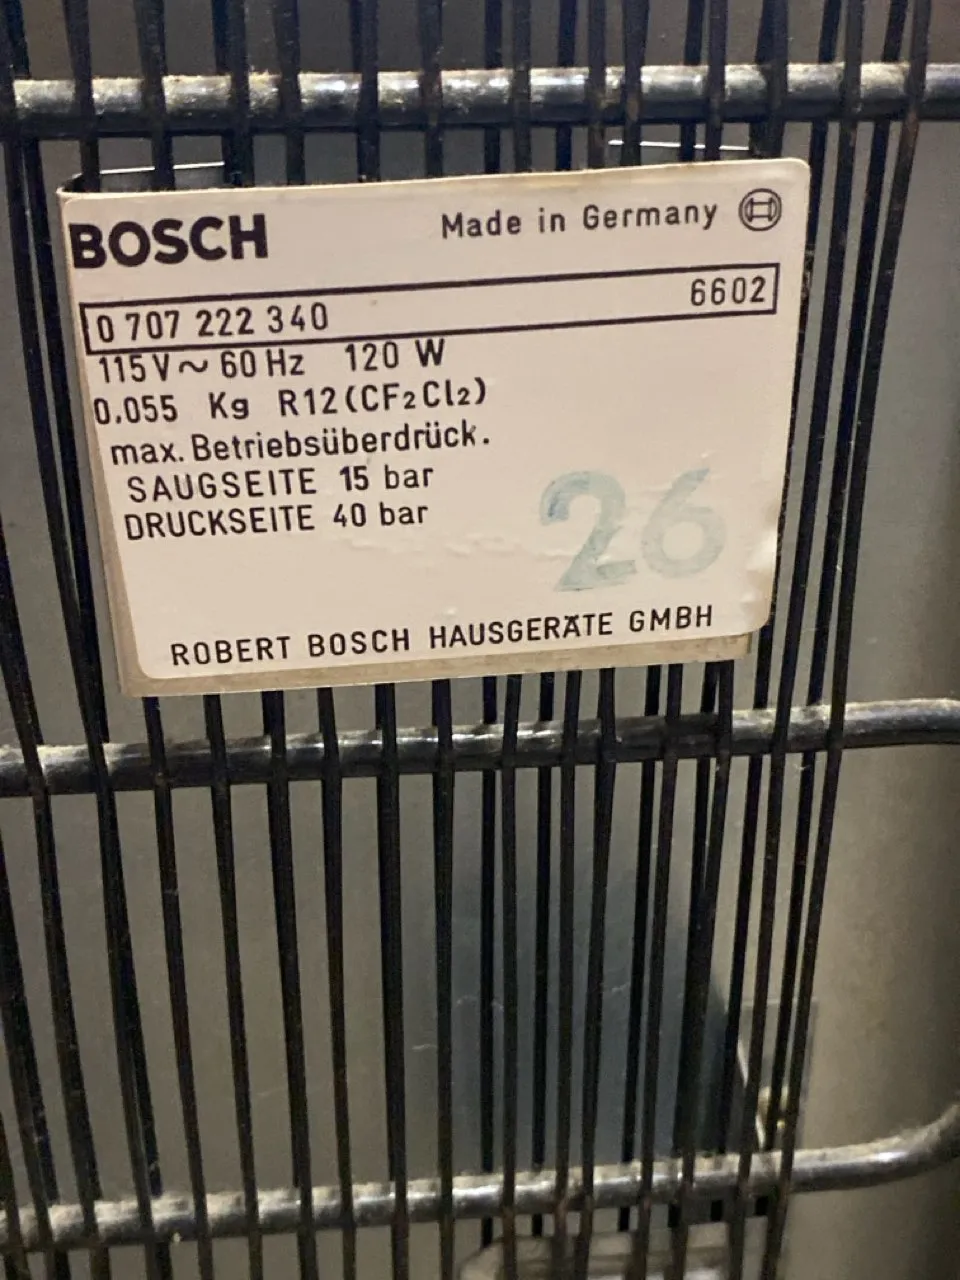 BOSCH Made in Germany
0 707 222 340 6602
115 V ~ 60 Hz 120 W
0.055 Kg R12 (CF₂Cl₂)
max. Betriebsüberdrück.
SAUGSEITE 15 bar
DRUCKSEITE 40 bar
26
ROBERT BOSCH HAUSGERÄTE GMBH